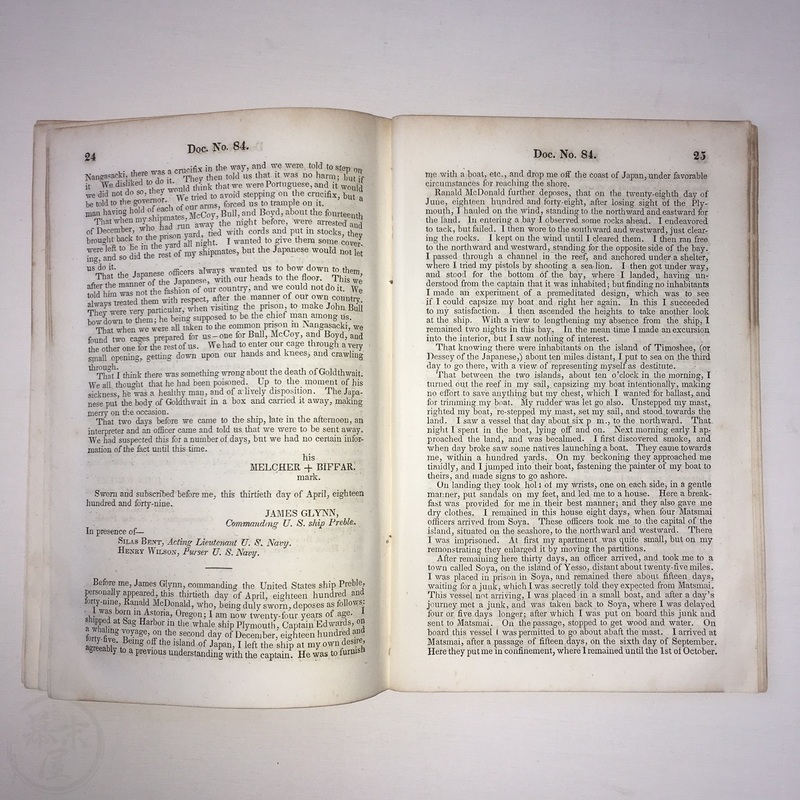 24
Doc. No. 84.
Nangasacki, there was a crucifix in the way, and we were told to step on
it We disliked to do it. They then told us that it was no harm; but if
we did not do so, they would think that we were Portuguese, and it would
be told to the governor. We tried to avoid stepping on the crucifix, but a
man having hold of each of our arms, forced us to trample on it.
That when my shipmates, McCoy, Bull, and Boyd, about the fourteenth
of December, who had run away the night before, were arrested and
brought back to the prison yard, tied with cords and put in stocks, they
were left to lie in the yard all night. I wanted to give them some cover-
ing, and so did the rest of my shipmates, but the Japanese would not let
us do it.
That the Japanese officers always wanted us to bow down to them,
after the manner of the Japanese, with our heads to the floor. This we
told him was not the fashion of our country, and we could not do it. We
always treated them with respect, after the manner of our own country.
They were very particular, when visiting the prison, to make John Bull
bow down to them; he being supposed to be the chief man among us.
That when we were all taken to the common prison in Nangasacki, we
found two cages prepared for us—one for Bull, McCoy, and Boyd, and
the other one for the rest of us. We had to enter our cage through a very
small opening, getting down upon our hands and knees, and crawling
through.
That I think there was something wrong about the death of Goldthwait.
We all thought that he had been poisoned. Up to the moment of his
sickness, he was a healthy man, and of a lively disposition. The Japa-
nese put the body of Goldthwait in a box and carried it away, making
merry on the occasion.
That two days before we came to the ship, late in the afternoon, an
interpreter and an officer came and told us that we were to be sent away.
We had suspected this for a number of days, but we had no certain infor-
mation of the fact until this time.
his
MELCHER + BIFFAR.
mark.
Sworn and subscribed before me, this thirtieth day of April, eighteen
hundred and forty-nine.
JAMES GLYNN,
Commanding U. S. ship Preble.
In presence of—
SILAS BENT, Acting Lieutenant U. S. Navy.
HENRY WILSON, Purser U. S. Navy.
Before me, James Glynn, commanding the United States ship Preble,
personally appeared, this thirtieth day of April, eighteen hundred and
forty-nine, Ranald McDonald, who, being duly sworn, deposes as follows:
I was born in Astoria, Oregon; I am now twenty-four years of age. I
shipped at Sag Harbor in the whale ship Plymouth, Captain Edwards, on
a whaling voyage, on the second day of December, eighteen hundred and
forty-five. Being off the island of Japan, I left the ship at my own desire,
agreeably to a previous understanding with the captain. He was to furnish
Doc. No. 84.
25
me with a boat, etc., and drop me off the coast of Japan, under favorable
circumstances for reaching the shore.
Ranald McDonald further deposes, that on the twenty-eighth day of
June, eighteen hundred and forty-eight, after losing sight of the Ply-
mouth, I hauled on the wind, standing to the northward and eastward for
the land. In entering a bay I observed some rocks ahead. I endeavored
to tack, but failed. I then wore to the southward and westward, just clear-
ing the rocks. I kept on the wind until I cleared them. I then ran free
to the northward and westward, standing for the opposite side of the bay.
I passed through a channel in the reef, and anchored under a shelter,
where I tried my pistols by shooting a sea-lion. I then got under way,
and stood for the bottom of the bay, where I landed, having un-
derstood from the captain that it was inhabited; but finding no inhabitants
I made an experiment of a premeditated design, which was to see
if I could capsize my boat and right her again. In this I succeeded
to my satisfaction. I then ascended the heights to take another look
at the ship. With a view to lengthening my absence from the ship, I
remained two nights in this bay. In the mean time I made an excursion
into the interior, but I saw nothing of interest.
That knowing there were inhabitants on the island of Timoshee, (or
Dessey of the Japanese,) about ten miles distant, I put to sea on the third
day to go there, with a view of representing myself as destitute.
That between the two islands, about ten o'clock in the morning, I
turned out the reef in my sail, capsizing my boat intentionally, making
no effort to save anything but my chest, which I wanted for ballast, and
for trimming my boat. My rudder was let go also. Unstepped my mast,
righted my boat, re-stepped my mast, set my sail, and stood towards the
land. I saw a vessel that day about six p m., to the northward. That
night I spent in the boat, lying off and on. Next morning early I ap-
proached the land, and was becalmed. I first discovered smoke, and
when day broke saw some natives launching a boat. They came towards
me, within a hundred yards. On my beckoning they approached me
timidly, and I jumped into their boat, fastening the painter of my boat to
theirs, and made signs to go ashore.
On landing they took hold of my wrists, one on each side, in a gentle
manner, put sandals on my feet, and led me to a house. Here a break-
fast was provided for me in their best manner; and they also gave me
dry clothes. I remained in this house eight days, when four Matsmai
officers arrived from Soya. These officers took me to the capital of the
island, situated on the seashore, to the northward and westward. There
I was imprisoned. At first my apartment was quite small, but on my
remonstrating they enlarged it by moving the partitions.
After remaining here thirty days, an officer arrived, and took me to a
town called Soya, on the island of Yesso, distant about twenty-five miles.
I was placed in prison in Soya, and remained there about fifteen days,
waiting for a junk, which I was secretly told they expected from Matsmai.
This vessel not arriving, I was placed in a small boat, and after a day's
journey met a junk, and was taken back to Soya, where I was delayed
four or five days longer; after which I was put on board this junk and
sent to Matsmai. On the passage, stopped to get wood and water. On
board this vessel I was permitted to go about abaft the mast. I arrived at
Matsmai, after a passage of fifteen days, on the sixth day of September.
Here they put me in confinement, where I remained until the 1st of October.